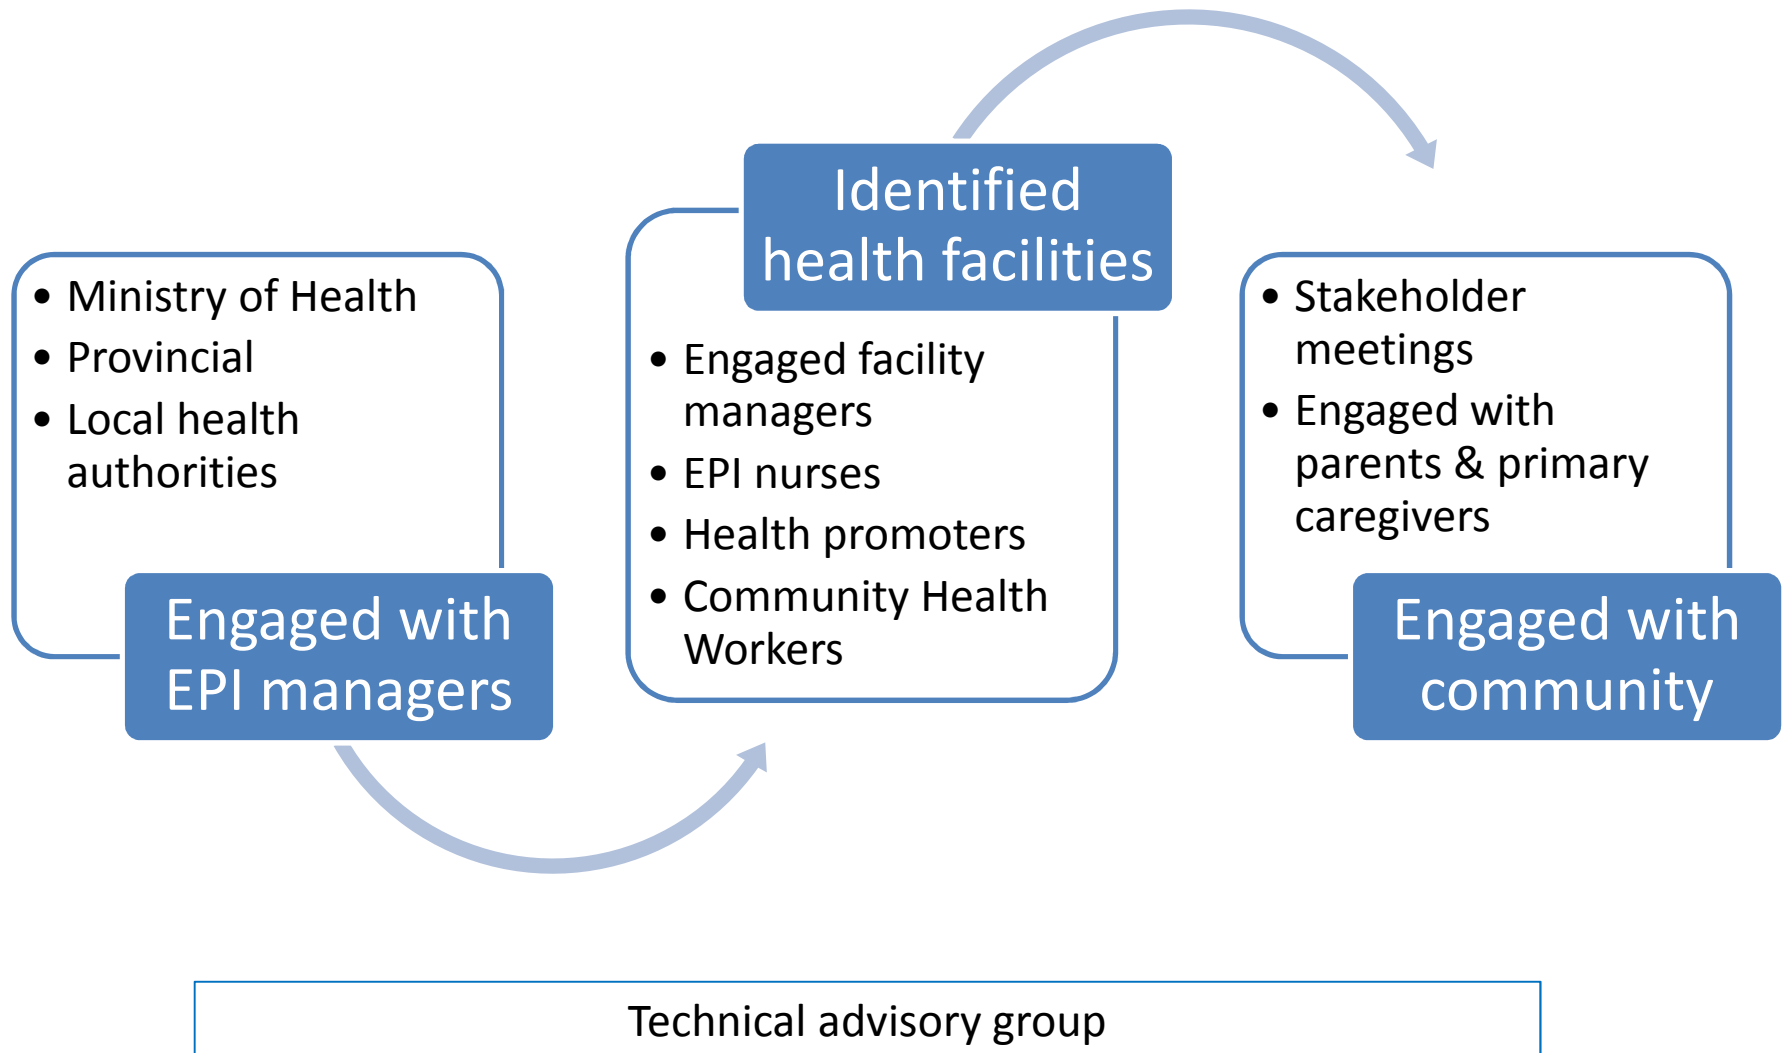 • Ministry of Health
• Provincial
• Local health
authorities
Engaged with
EPI managers
Identified
health facilities
• Engaged facility
managers
• EPI nurses
• Health promoters
• Community Health
Workers
• Stakeholder
meetings
• Engaged with
parents & primary
caregivers
Engaged with
community
Technical advisory group